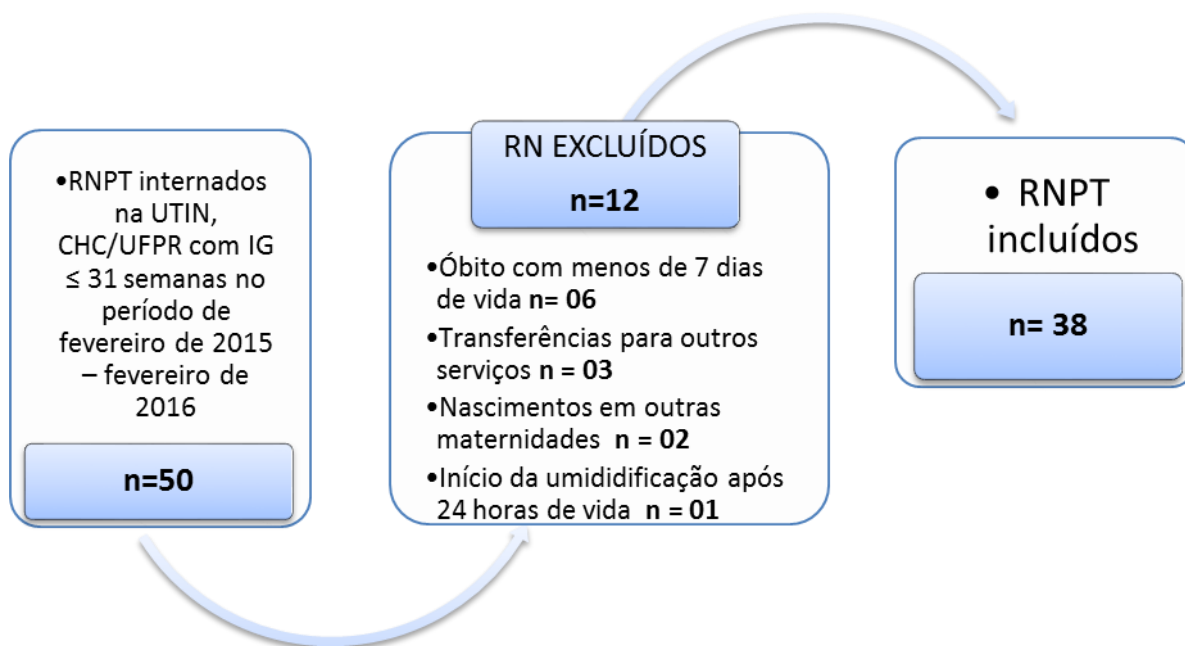 •RNPT internados
na UTIN,
CHC/UFPR com IG
≤ 31 semanas no
período de
fevereiro de 2015
– fevereiro de
2016
n=50
RN EXCLUÍDOS
n=12
•Óbito com menos de 7 dias
de vida n= 06
•Transferências para outros
serviços n = 03
•Nascimentos em outras
maternidades n = 02
•Início da umididificação após
24 horas de vida n = 01
• RNPT
incluídos
n= 38